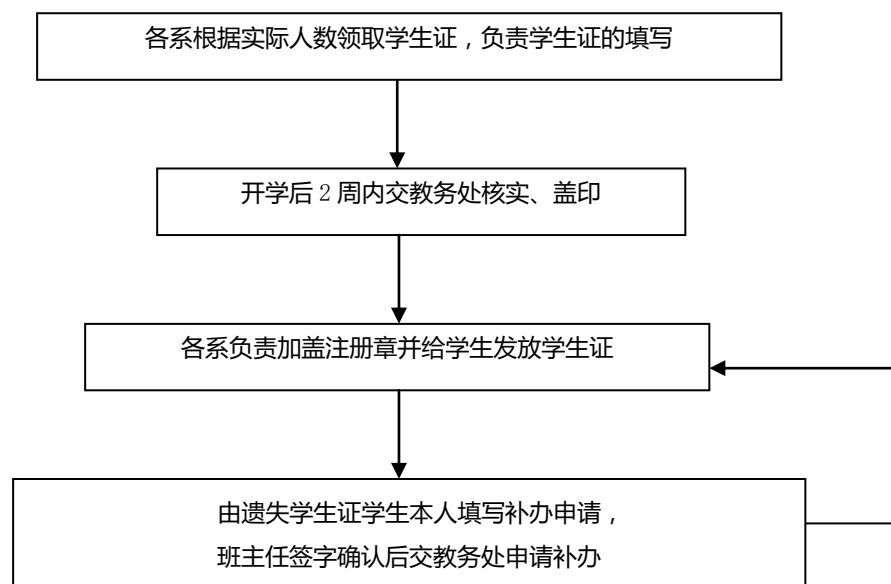 各系根据实际人数领取学生证，负责学生证的填写
开学后 2 周内交教务处核实、盖印
各系负责加盖注册章并给学生发放学生证
由遗失学生证学生本人填写补办申请，
班主任签字确认后交教务处申请补办